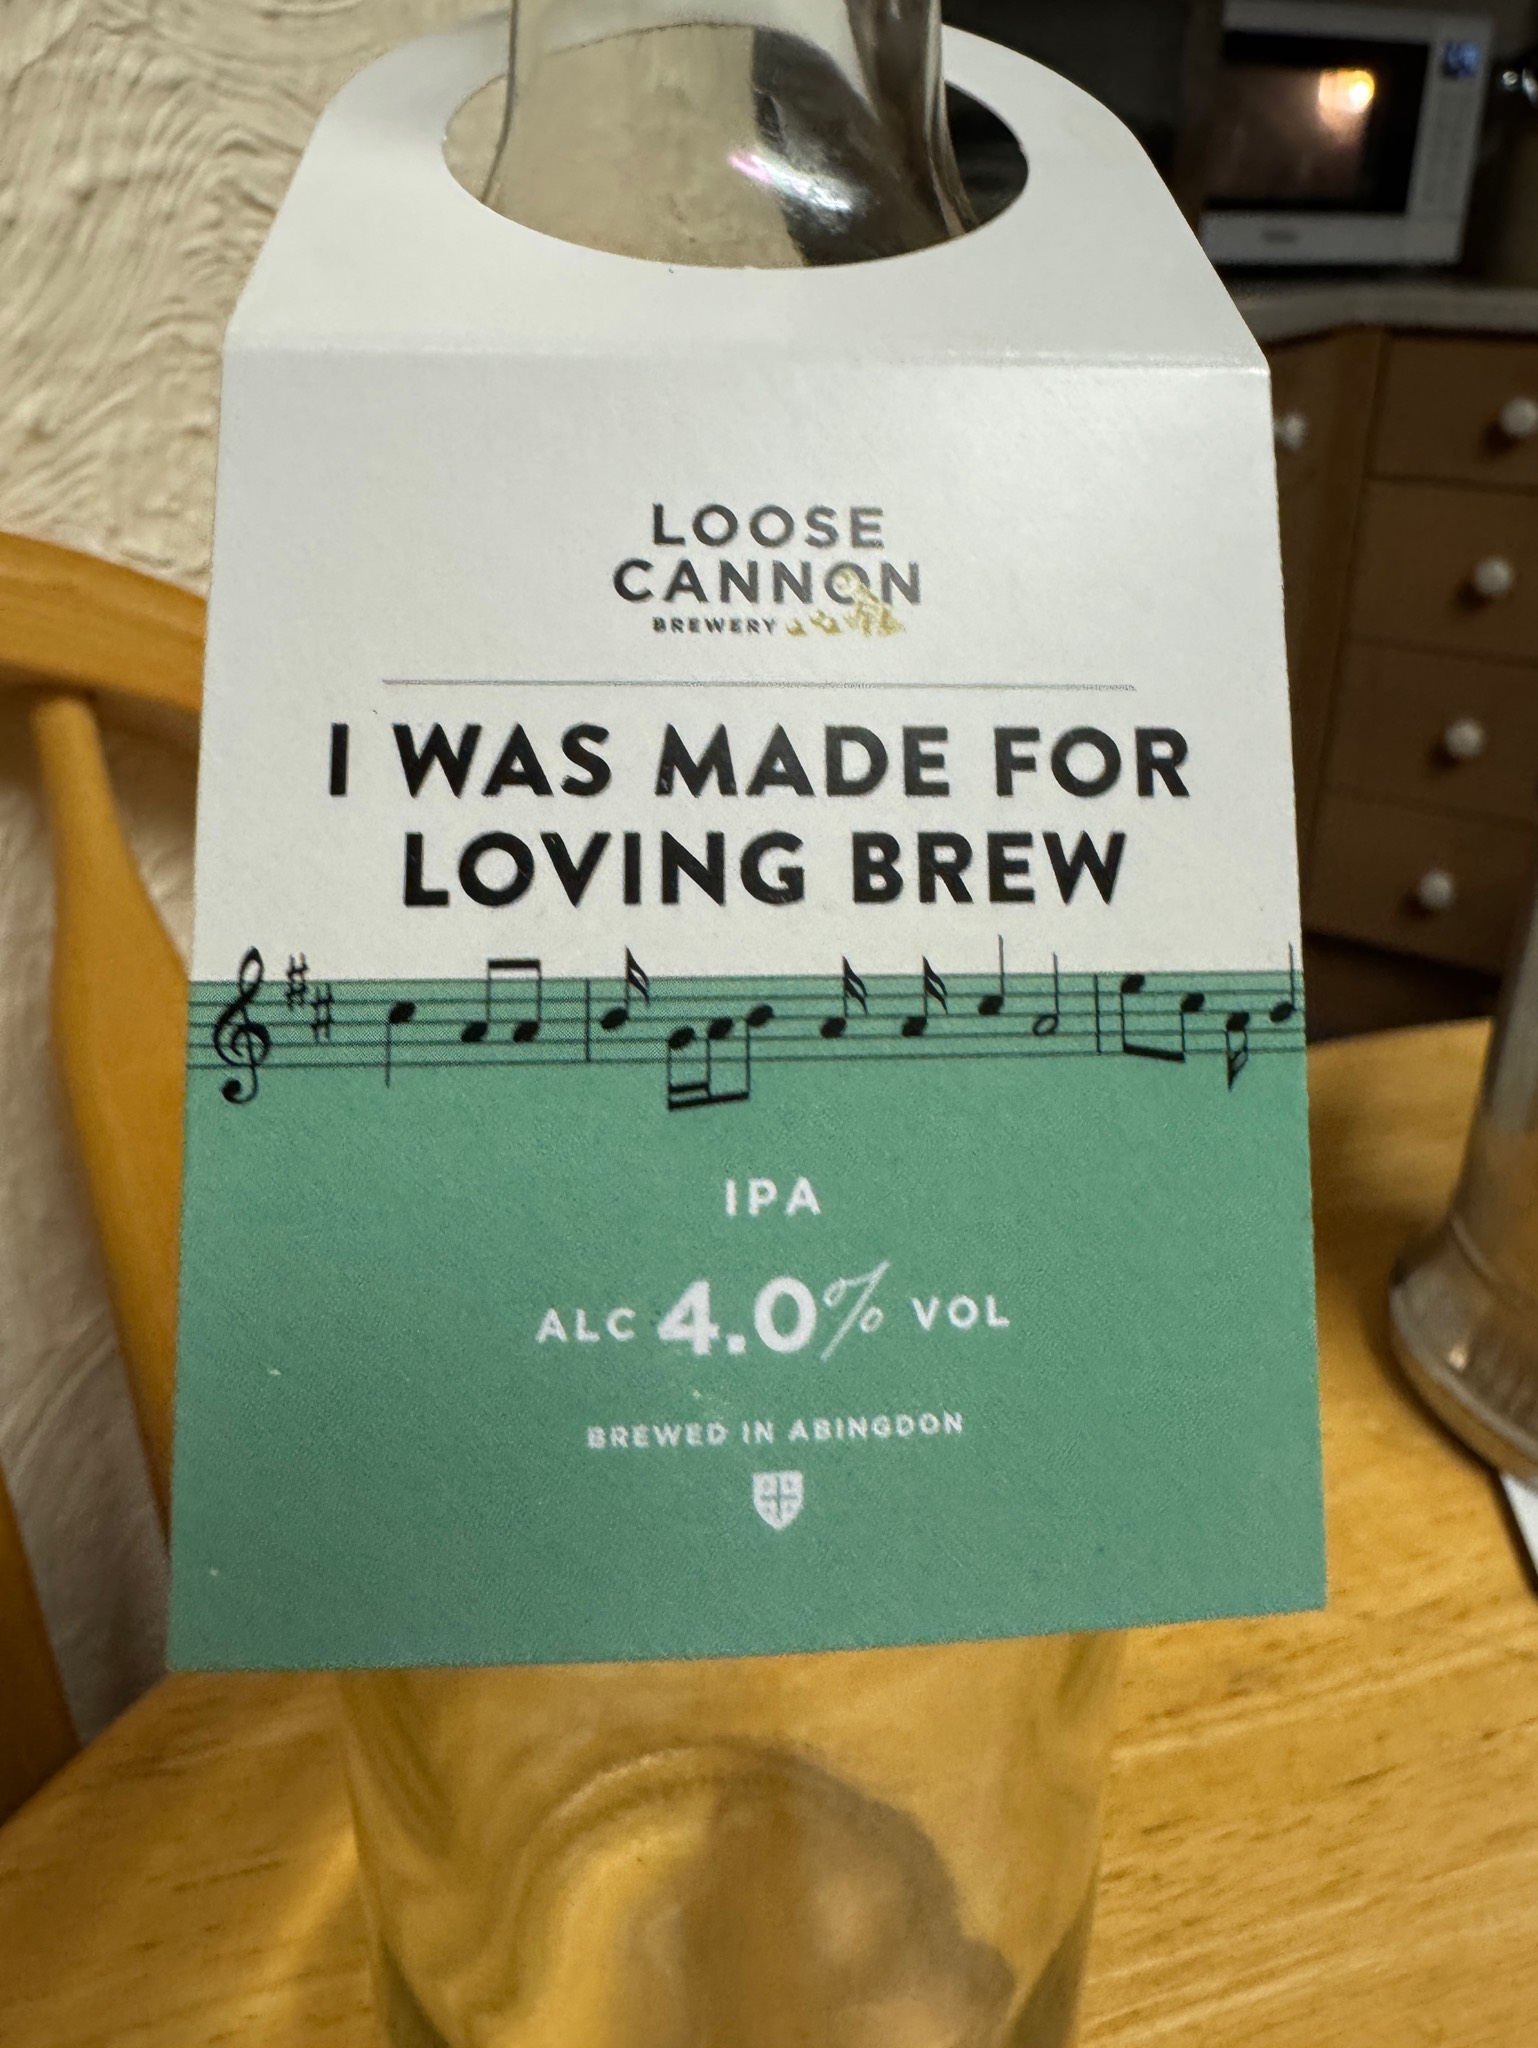 LOOSE
CANNON
BREWERY
I WAS MADE FOR
LOVING BREW
IPA
ALC 4.0% VOL
BREWED IN ABINGDON